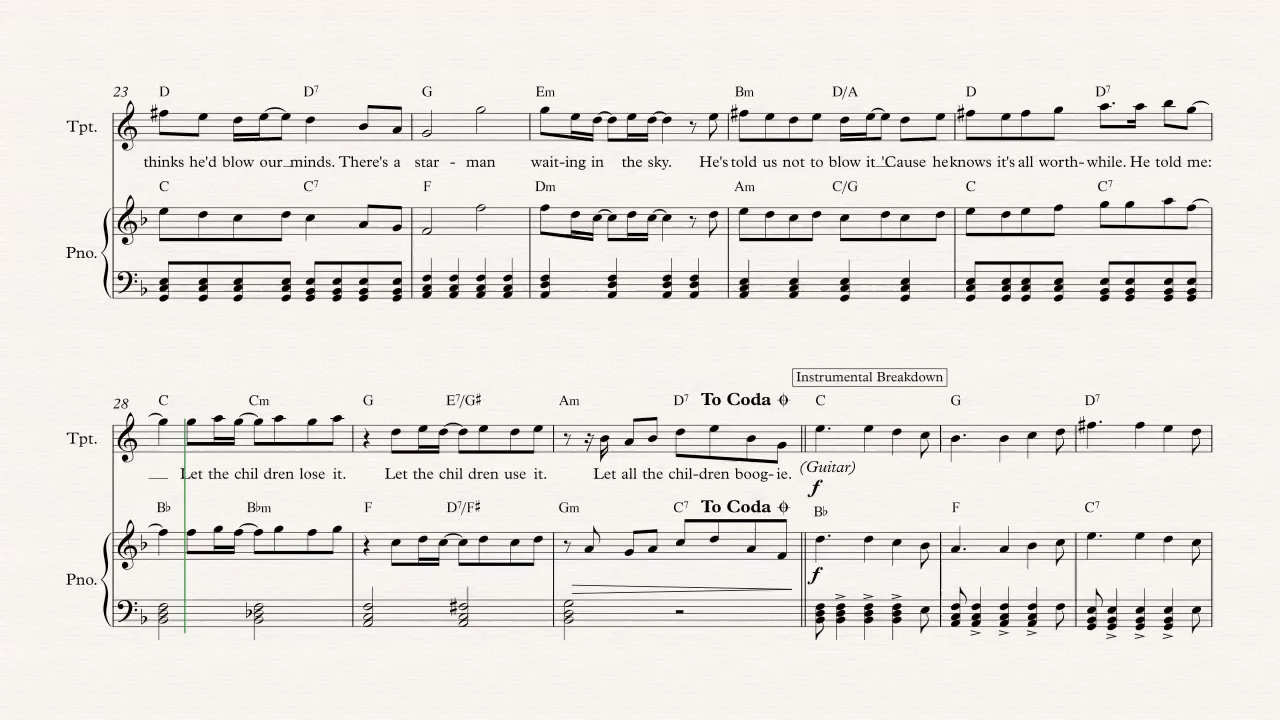 23 D D7 G Em Bm D/A D D7
Tpt.
thinks he'd blow our minds. There's a star - man wait-ing in the sky. He's told us not to blow it 'Cause he knows it's all worth-while. He told me:
C C7 F Dm Am C/G C C7
Pno.
Instrumental Breakdown
28 C Cm G E7/G♯ Am D7 To Coda C G D7
Tpt.
Let the chil dren lose it. Let the chil dren use it. Let all the chil-dren boog-ie. (Guitar)
f
B♭ B♭m F D7/F♯ Gm C7 To Coda B♭ F C7
Pno.
f